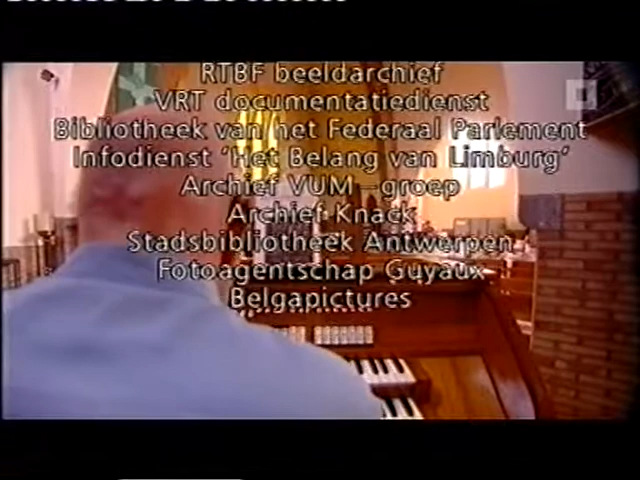 RTBF beeldarchief
VRT documentatiedienst
Bibliotheek van het Federaal Parlement
Infodienst 'Het Belang van Limburg'
Archief VUM - groep
Archief Knack
Stadsbibliotheek Antwerpen
Fotoagentschap Guyaux
Belgapictures